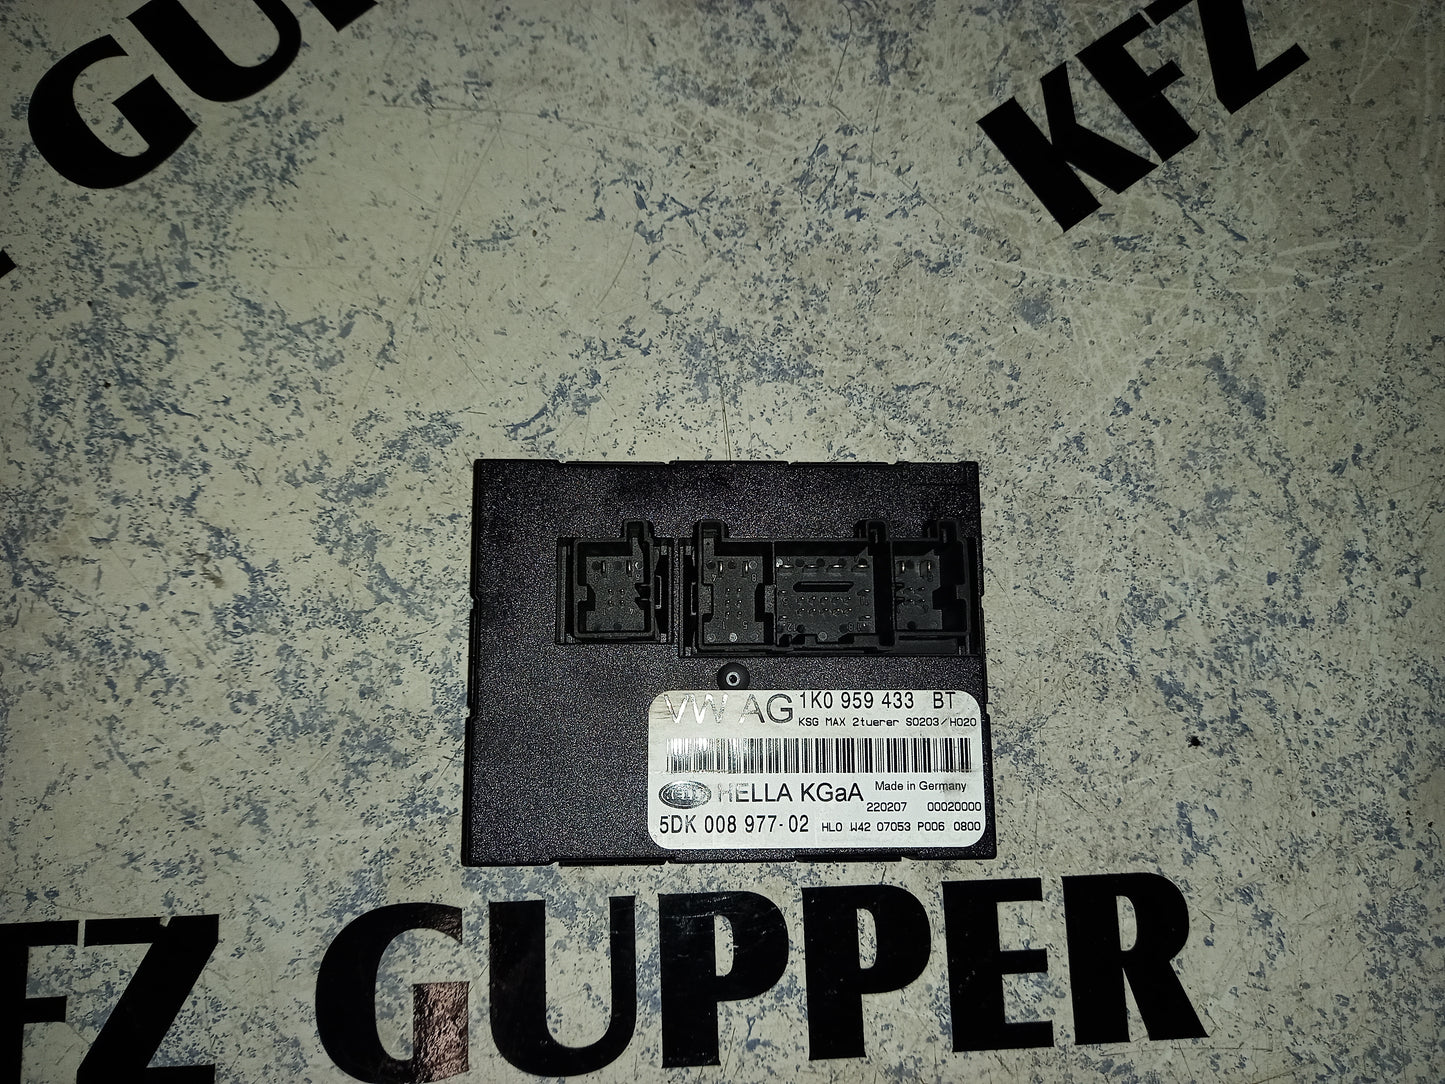 KFZ
VW AG 1K0 959 433 BT
KSG MAX 2tuerer S0203/H020
HELLA KGaA Made in Germany
220207 00020000
5DK 008 977-02 HLO W42 07053 P006 0800
FZ GUPPER